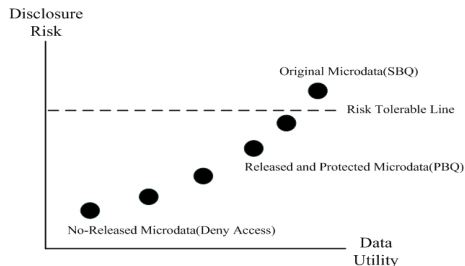 Disclosure
Risk
Original Microdata(SBQ)
Risk Tolerable Line
Released and Protected Microdata(PBQ)
No-Released Microdata(Deny Access)
Data
Utility